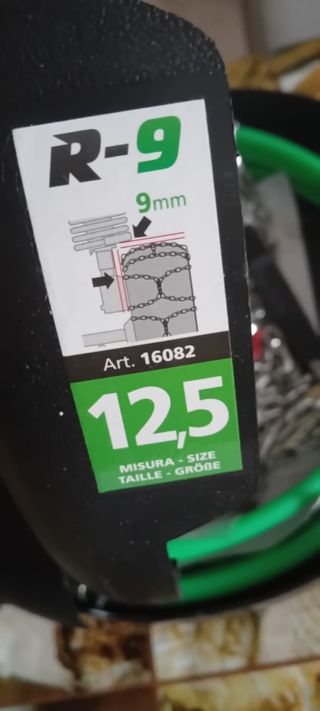 R-9
9mm
Art. 16082
12,5
MISURA - SIZE
TAILLE - GRÖßE